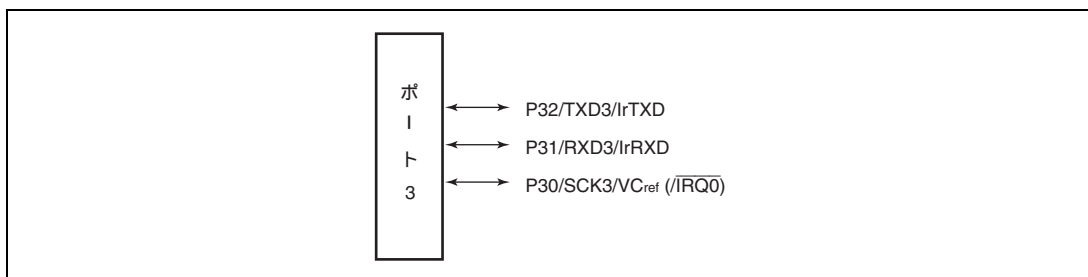 ポート3
P32/TXD3/IrTXD
P31/RXD3/IrRXD
P30/SCK3/VCref (/IRQ0)